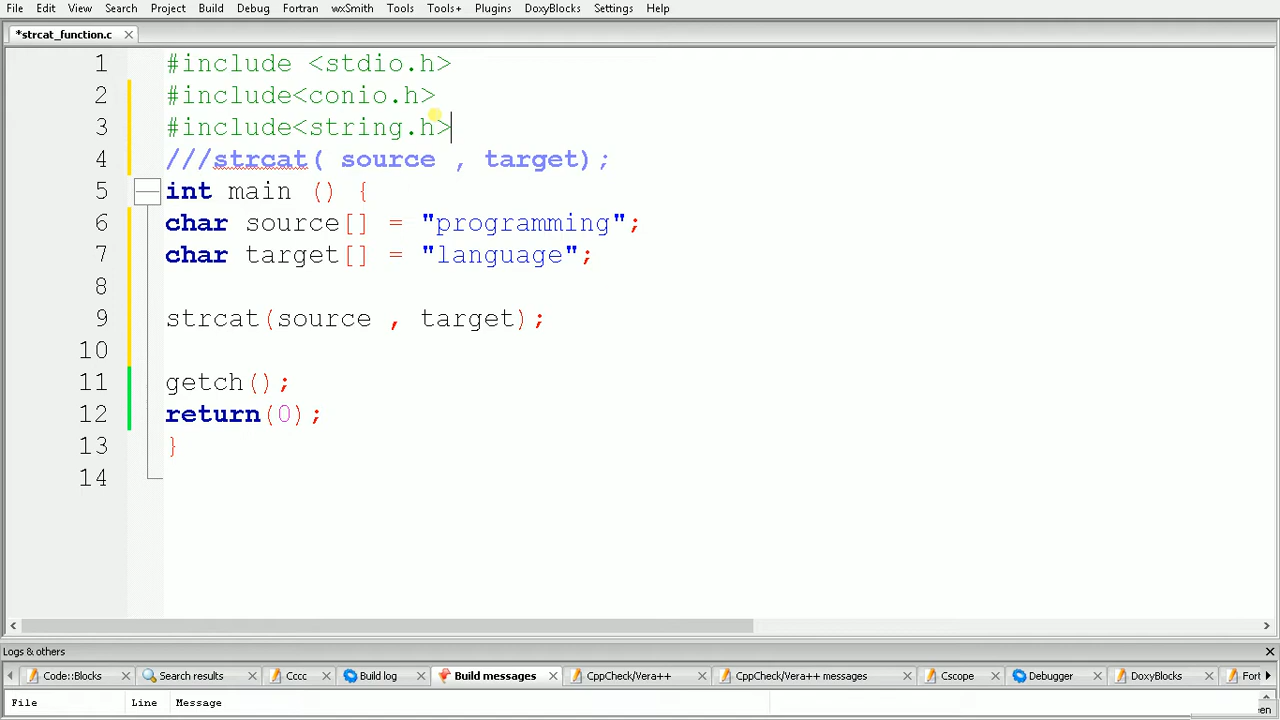 File Edit View Search Project Build Debug Fortran wxSmith Tools Tools+ Plugins DoxyBlocks Settings Help
*strcat_function.c
1 #include <stdio.h>
2 #include<conio.h>
3 #include<string.h>
4 ///strcat( source , target);
5 int main () {
6 char source[] = "programming";
7 char target[] = "language";
8
9 strcat(source , target);
10
11 getch();
12 return(0);
13 }
14
Logs & others
Code::Blocks Search results Cccc Build log Build messages CppCheck/Vera++ CppCheck/Vera++ messages Cscope Debugger DoxyBlocks Fort
File Line Message
en